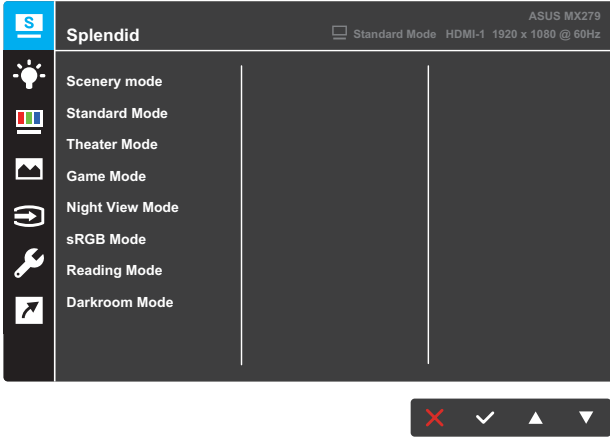 S
ASUS MX279
Splendid
Standard Mode HDMI-1 1920 x 1080 @ 60Hz
Scenery mode
Standard Mode
Theater Mode
Game Mode
Night View Mode
sRGB Mode
Reading Mode
Darkroom Mode